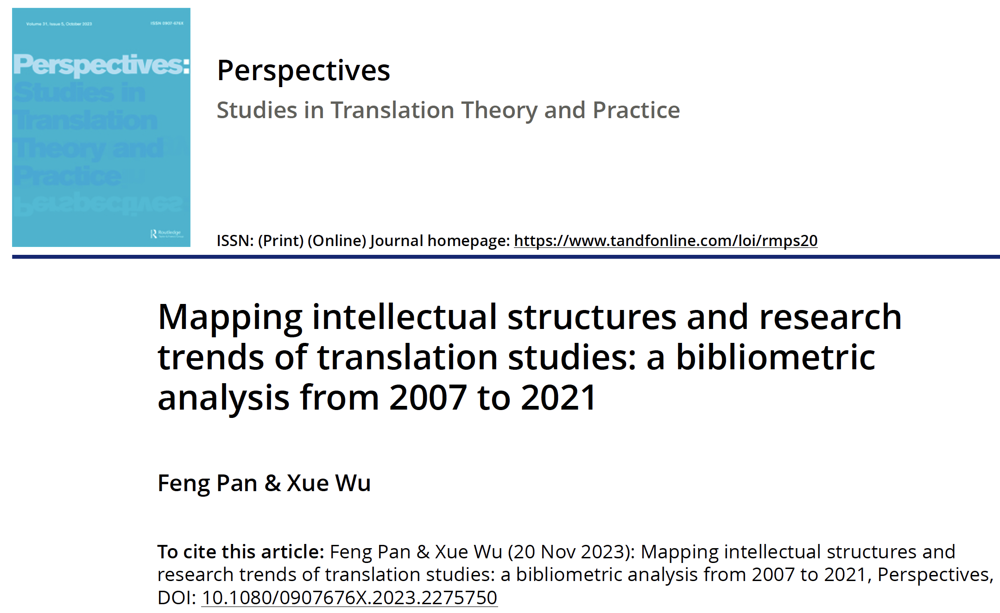 Volume 31, Issue 5, October 2023
ISSN 0907-676X
Perspectives:
Studies in
Translation
Theory and
Practice
Perspectives
Routledge
Taylor & Francis Group
Perspectives
Studies in Translation Theory and Practice
ISSN: (Print) (Online) Journal homepage: https://www.tandfonline.com/loi/rmps20
Mapping intellectual structures and research
trends of translation studies: a bibliometric
analysis from 2007 to 2021
Feng Pan & Xue Wu
To cite this article: Feng Pan & Xue Wu (20 Nov 2023): Mapping intellectual structures and
research trends of translation studies: a bibliometric analysis from 2007 to 2021, Perspectives,
DOI: 10.1080/0907676X.2023.2275750